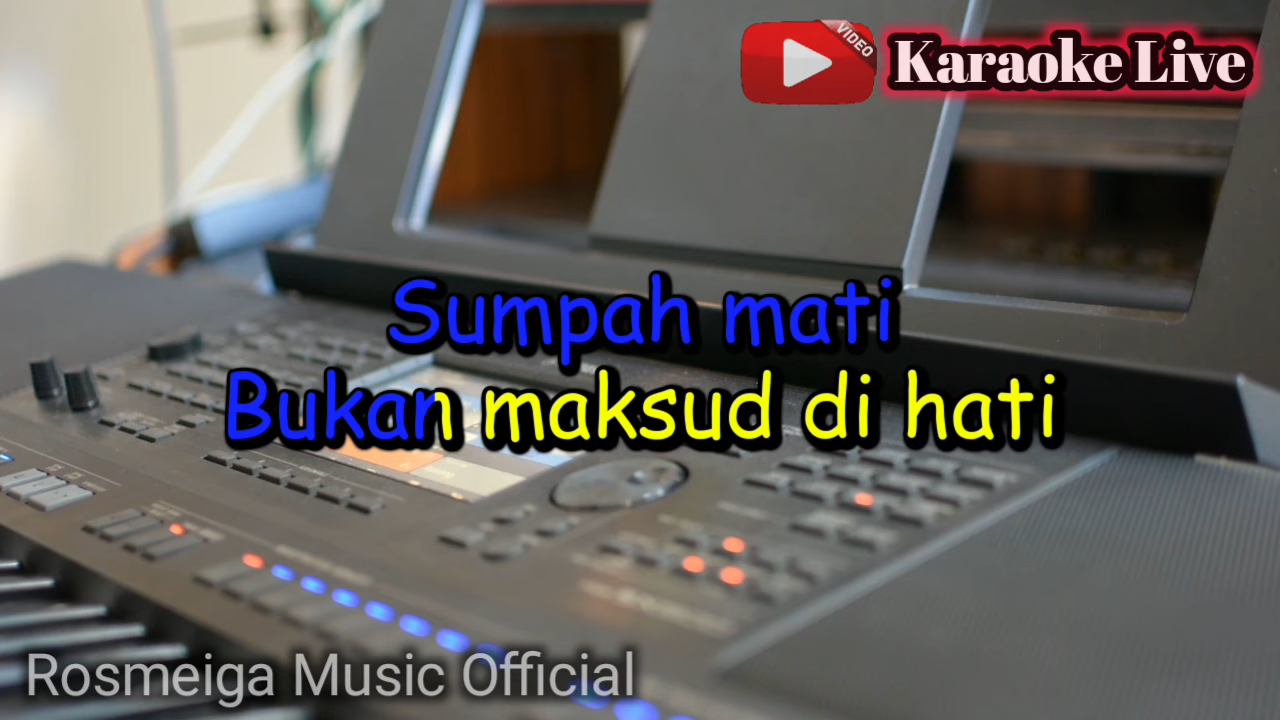 VIDEO
Karaoke Live
Sumpah mati
Bukan maksud di hati
Rosmeiga Music Official